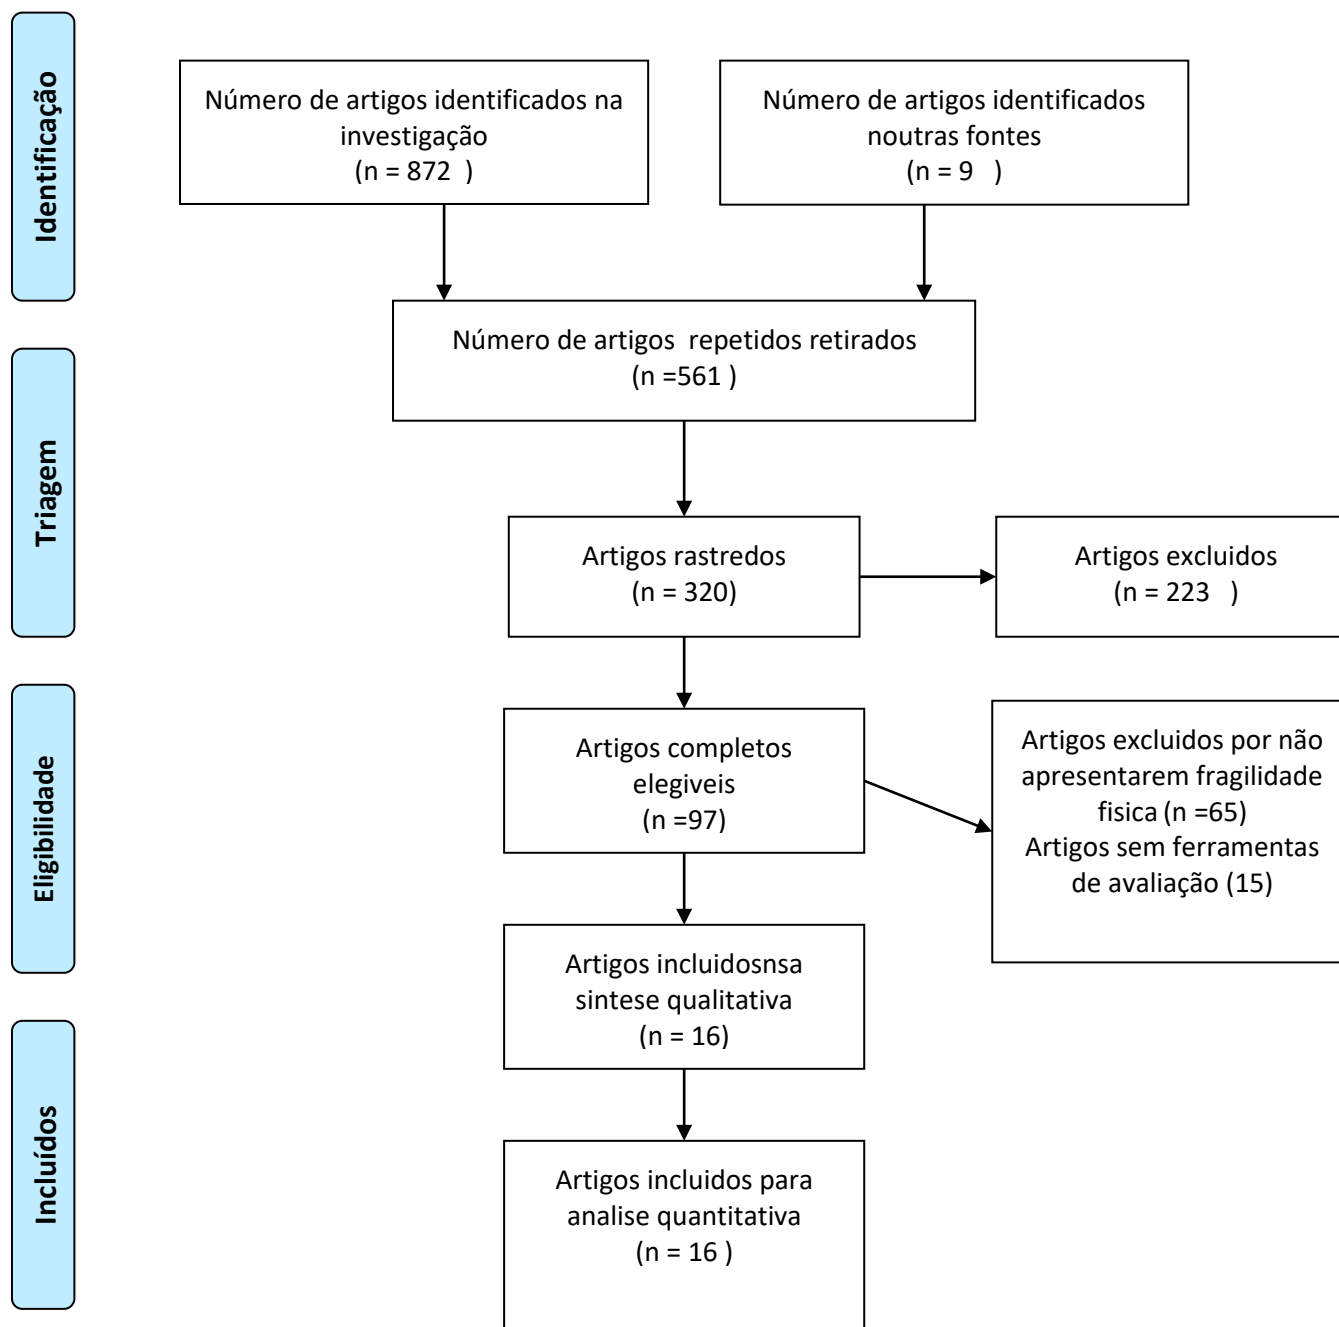 Identificação
Número de artigos identificados na
investigação
(n = 872  )
Número de artigos identificados
noutras fontes
(n = 9   )
Número de artigos  repetidos retirados
(n =561 )
Triagem
Artigos rastredos
(n = 320)
Artigos excluidos
(n = 223   )
Eligibilidade
Artigos completos
elegiveis
(n =97)
Artigos excluidos por não
apresentarem fragilidade
fisica (n =65)
Artigos sem ferramentas
de avaliação (15)
Artigos incluidosnsa
sintese qualitativa
(n = 16)
Incluídos
Artigos incluidos para
analise quantitativa
(n = 16 )